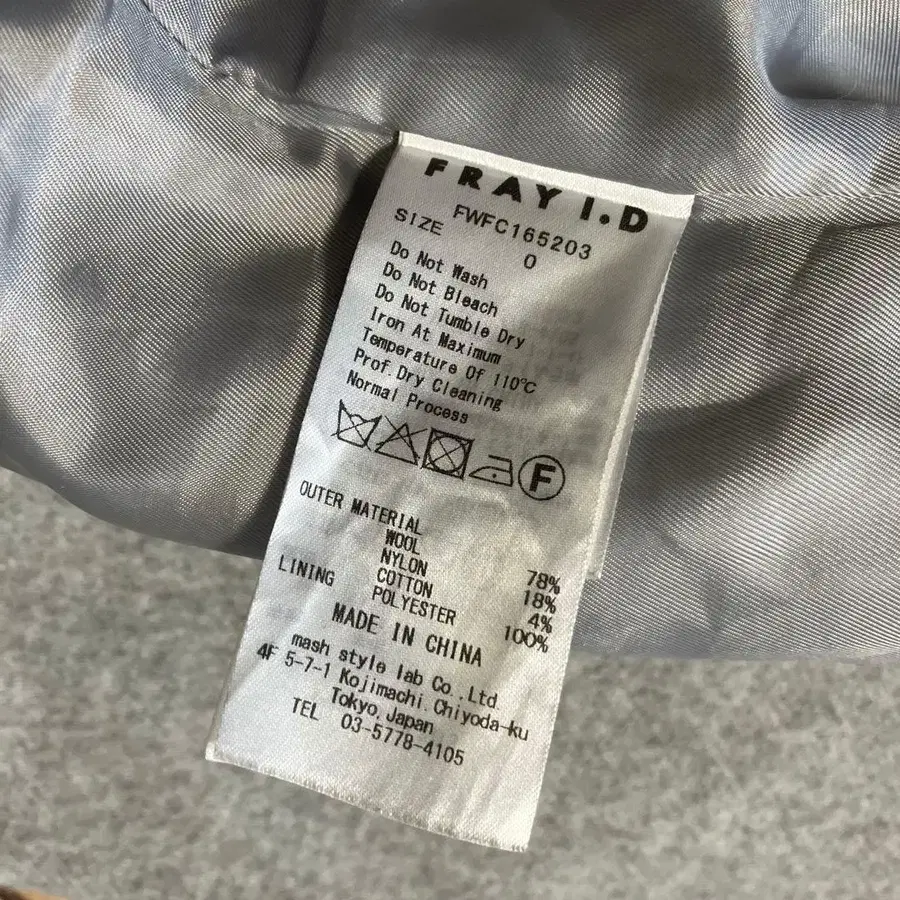 FRAY I.D
FWFC165203
SIZE 0
Do Not Wash
Do Not Bleach
Do Not Tumble Dry
Iron At Maximum
Temperature Of 110℃
Prof.Dry Cleaning
Normal Process
F
OUTER MATERIAL
WOOL 78%
NYLON 18%
COTTON 4%
LINING POLYESTER 100%
MADE IN CHINA
mash style lab Co.,Ltd
4F 5-7-1 Kojimachi,Chiyoda-ku
Tokyo,Japan
TEL 03-5778-4105